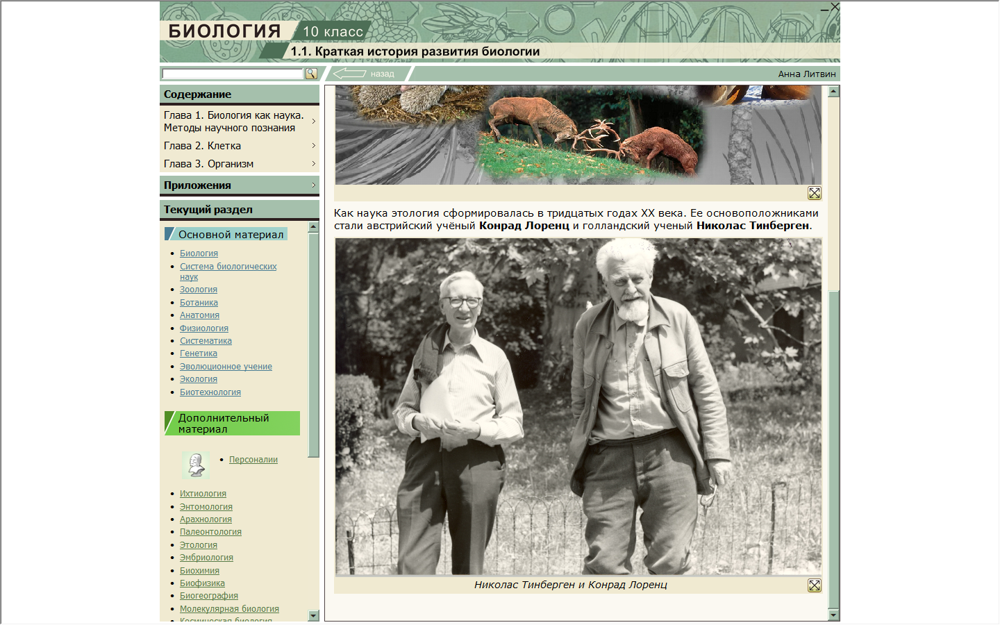 БИОЛОГИЯ
10 класс
1.1. Краткая история развития биологии
назад
Анна Литвин
Содержание
Глава 1. Биология как наука.
Методы научного познания
Глава 2. Клетка
Глава 3. Организм
Приложения
Текущий раздел
Основной материал
Биология
Система биологических
наук
Зоология
Ботаника
Анатомия
Физиология
Систематика
Генетика
Эволюционное учение
Экология
Биотехнология
Дополнительный
материал
Персоналии
Ихтиология
Энтомология
Арахнология
Палеонтология
Этология
Эмбриология
Биохимия
Биофизика
Биогеография
Молекулярная биология
Космическая биология
Как наука этология сформировалась в тридцатых годах XX века. Ее основоположниками
стали австрийский учёный Конрад Лоренц и голландский ученый Николас Тинберген.
Николас Тинберген и Конрад Лоренц